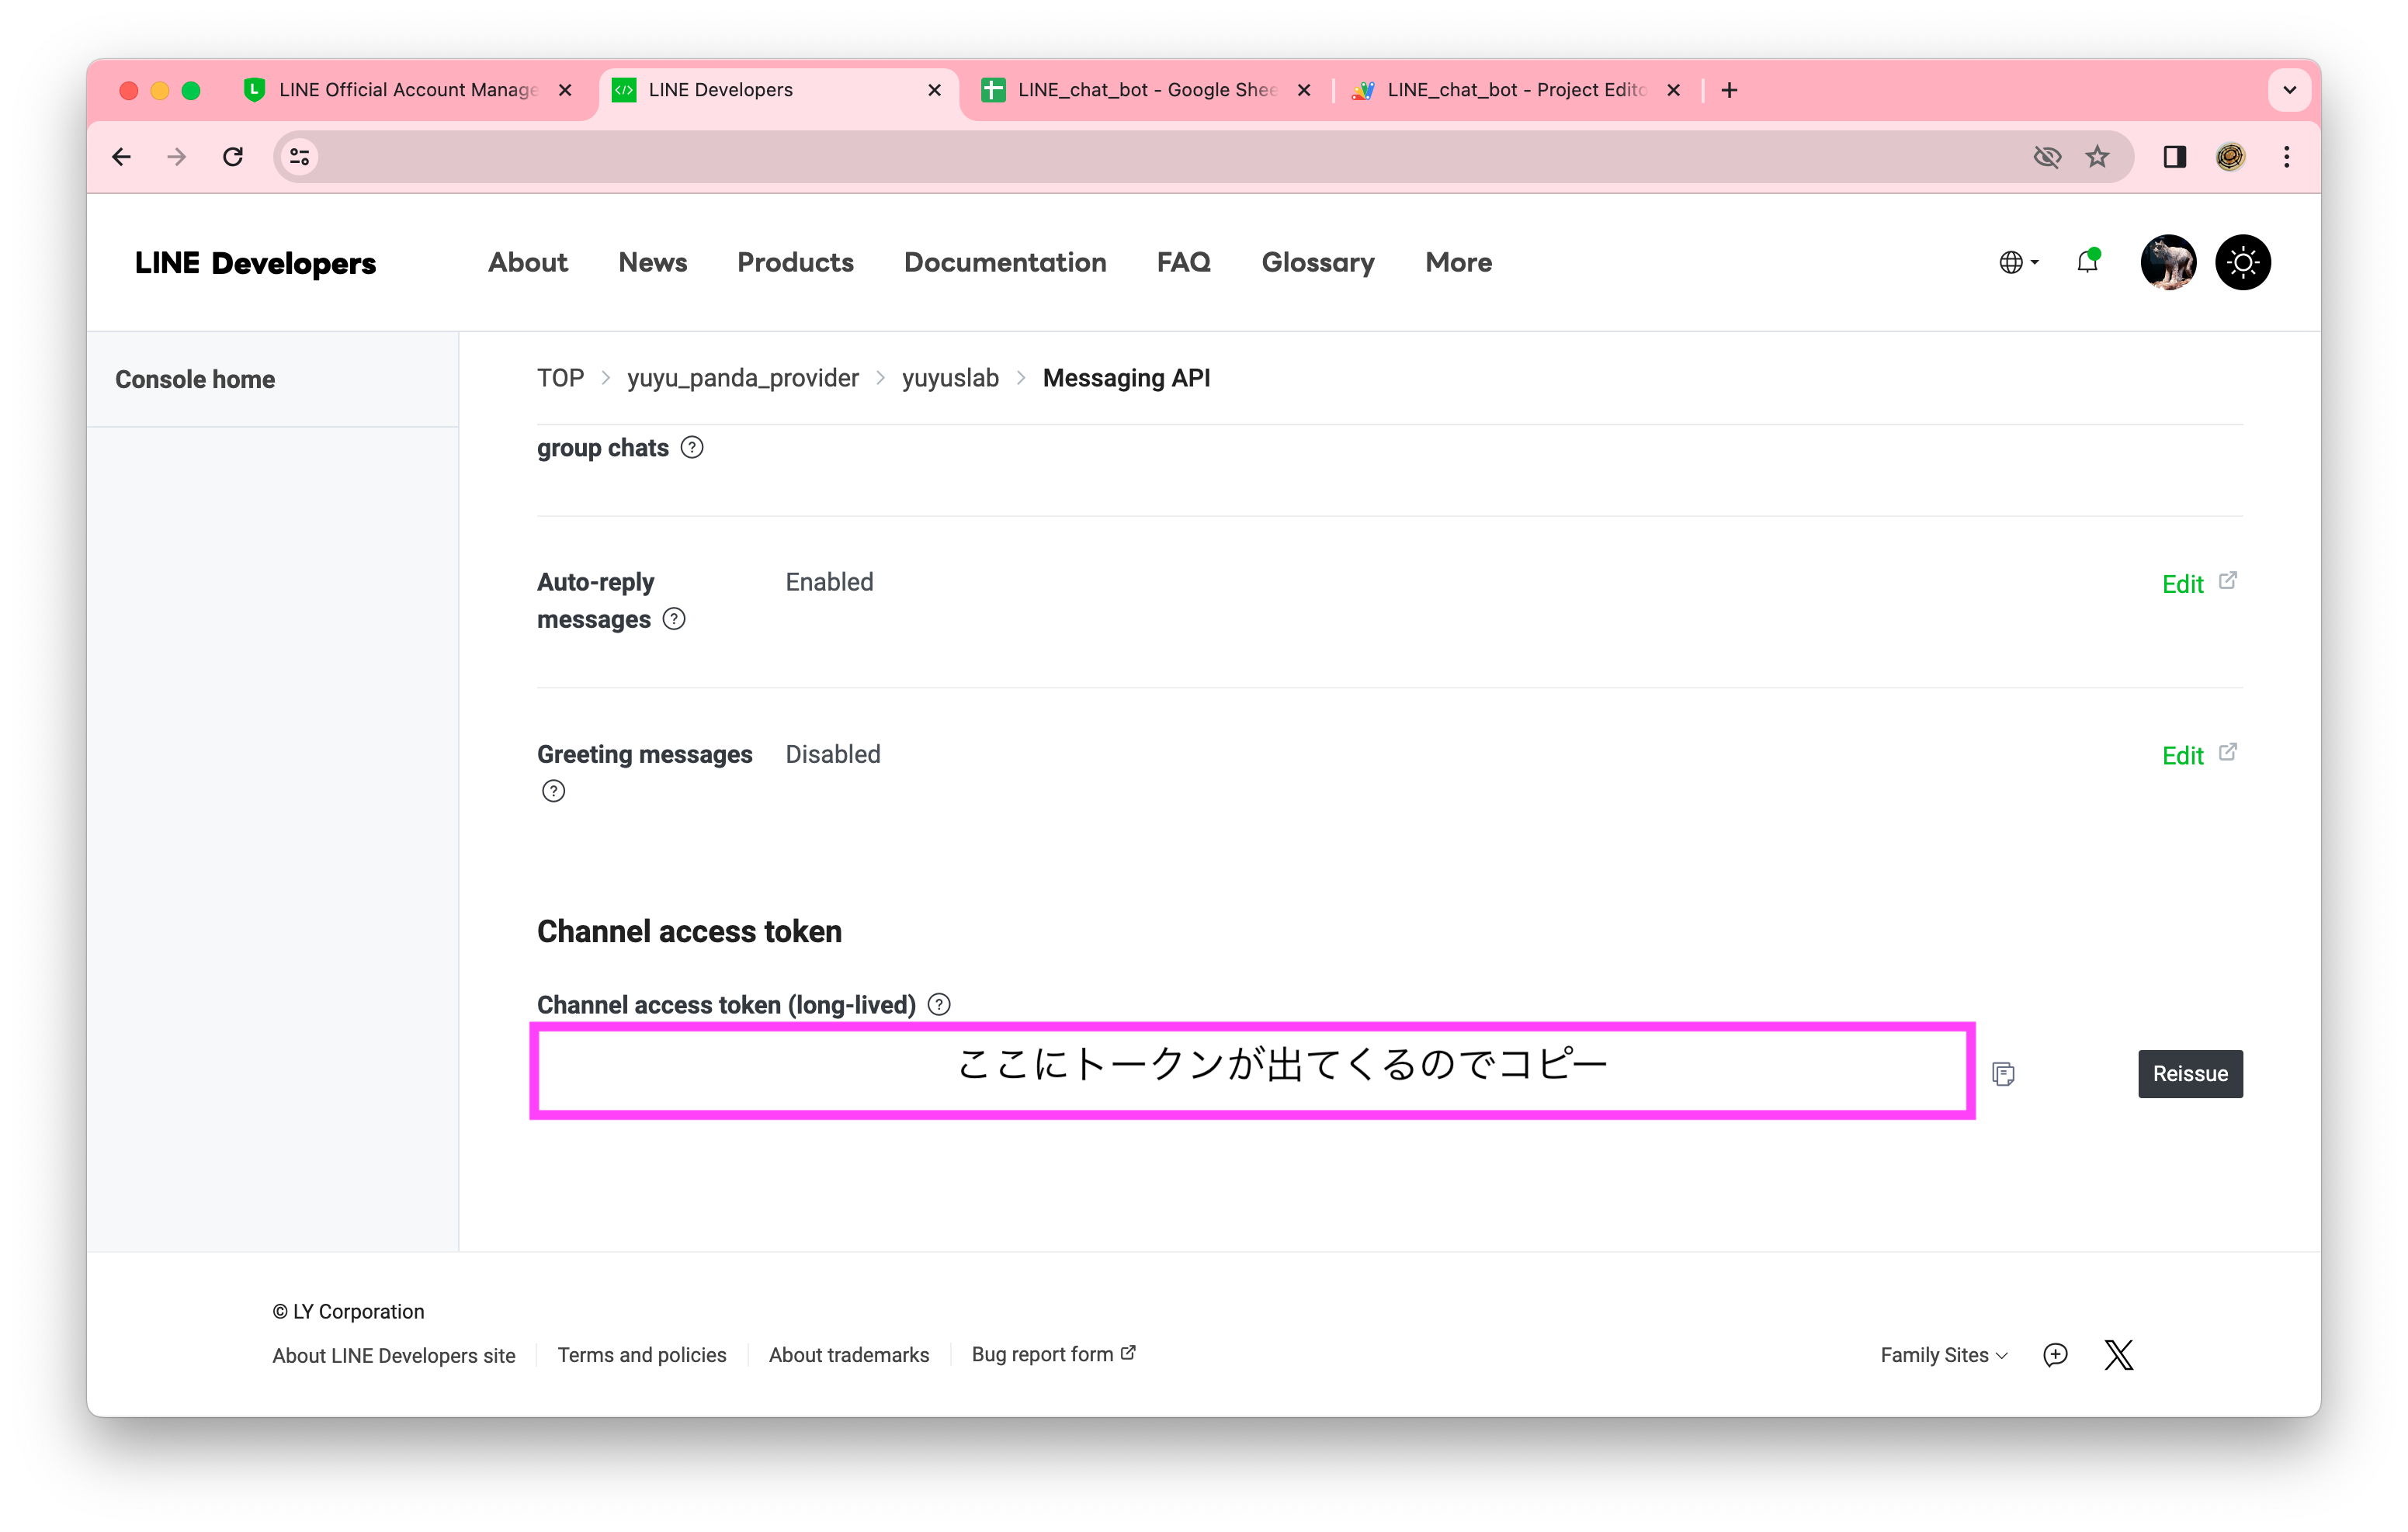 LINE Official Account Manage
LINE Developers
LINE_chat_bot - Google Shee
LINE_chat_bot - Project Edito
LINE Developers
About
News
Products
Documentation
FAQ
Glossary
More
Console home
TOP > yuyu_panda_provider > yuyuslab > Messaging API
group chats ?
Auto-reply
messages ?
Enabled
Edit
Greeting messages
?
Disabled
Edit
Channel access token
Channel access token (long-lived) ?
ここにトークンが出てくるのでコピー
Reissue
© LY Corporation
About LINE Developers site
Terms and policies
About trademarks
Bug report form
Family Sites